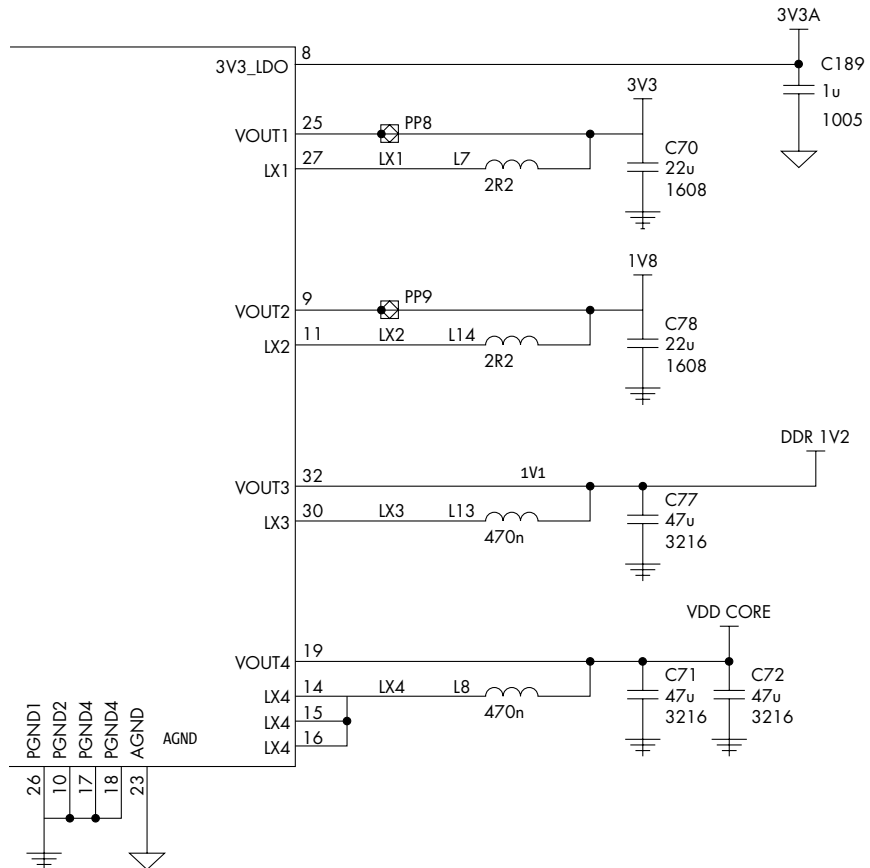 3V3A
8
3V3_LDO
C189
1u
1005
3V3
25
PP8
VOUT1
27
LX1
LX1
L7
2R2
C70
22u
1608
1V8
9
PP9
VOUT2
11
LX2
LX2
L14
2R2
C78
22u
1608
DDR 1V2
32
1V1
VOUT3
30
LX3
LX3
L13
470n
C77
47u
3216
VDD CORE
19
VOUT4
14
LX4
LX4
L8
470n
15
LX4
16
LX4
C71
47u
3216
C72
47u
3216
PGND1
PGND2
PGND4
PGND4
AGND
AGND
26
10
17
18
23